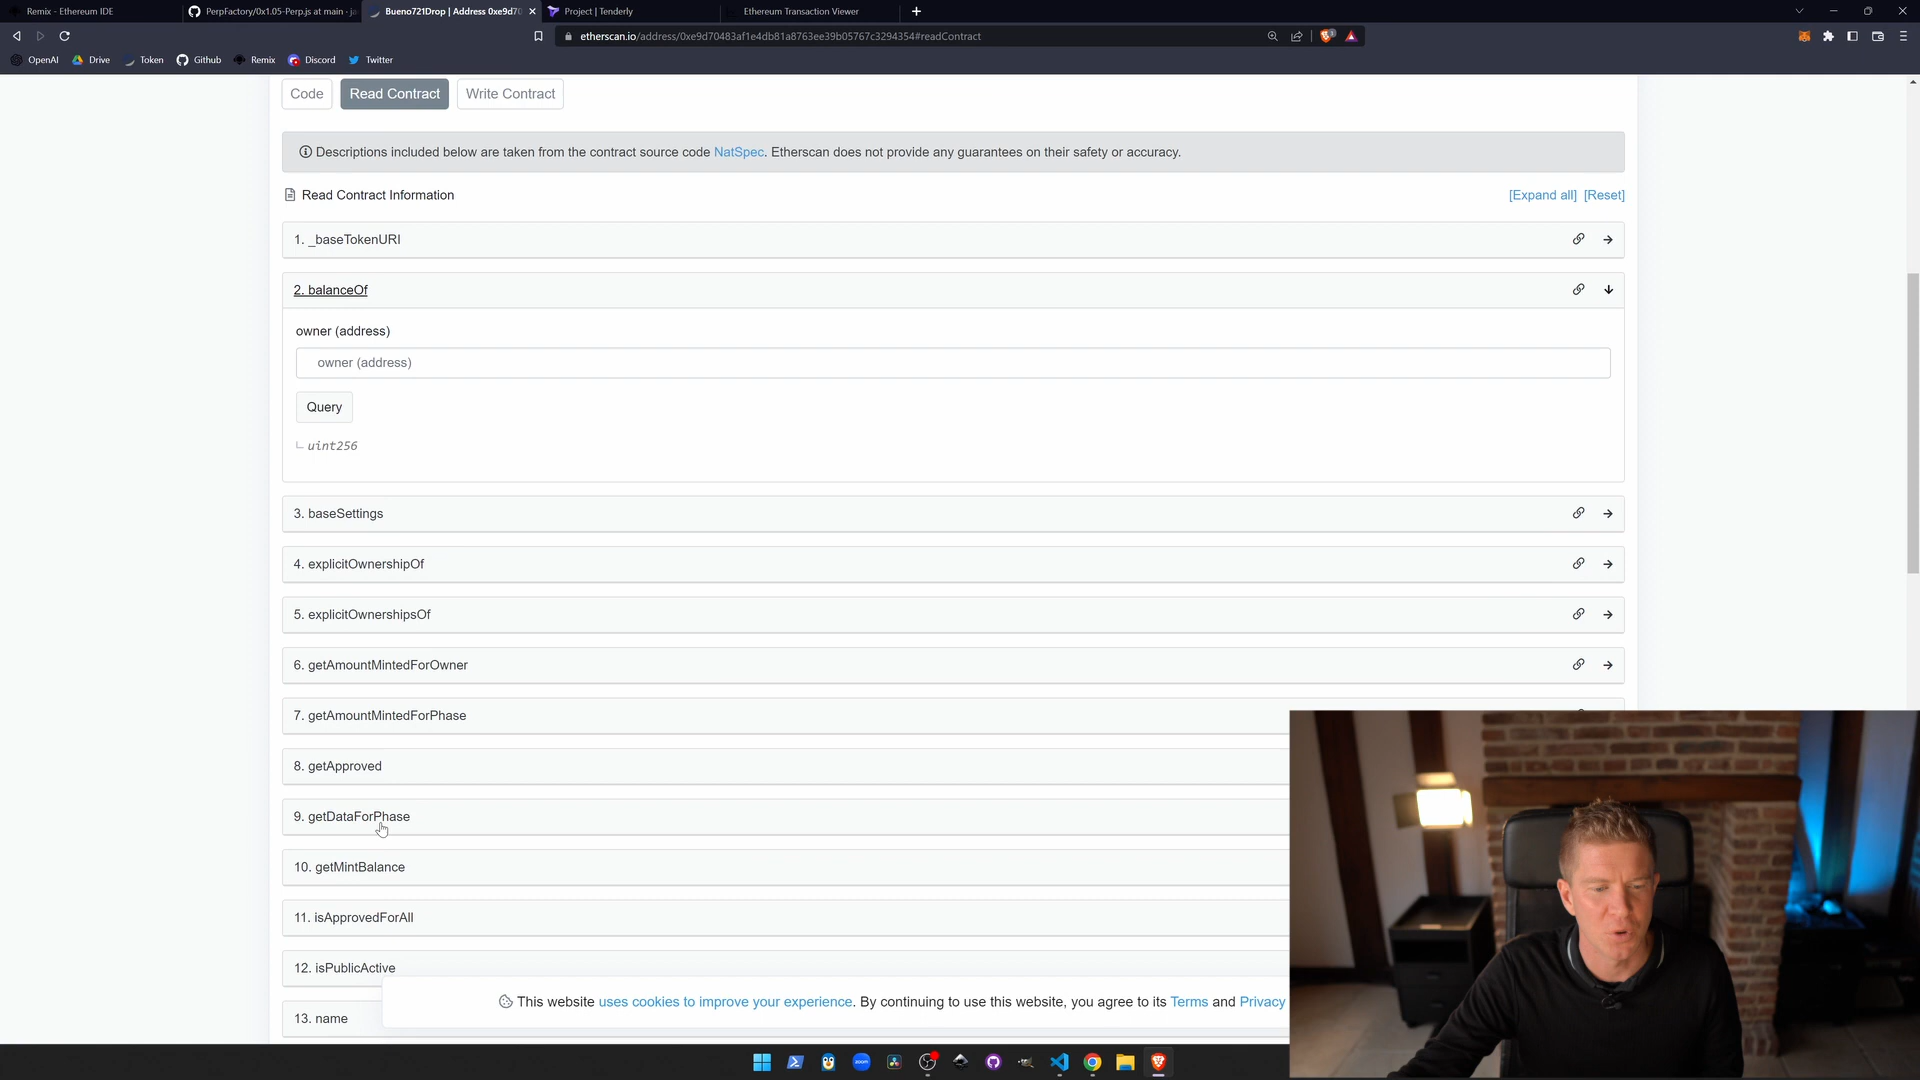 Remix - Ethereum IDE
PerpFactory/0x1.05-Perp.js at main · ja
Bueno721Drop | Address 0xe9d70
Project | Tenderly
Ethereum Transaction Viewer
etherscan.io/address/0xe9d70483af1e4db81a8763ee39b05767c3294354#readContract
OpenAI
Drive
Token
Github
Remix
Discord
Twitter
Code
Read Contract
Write Contract
Descriptions included below are taken from the contract source code NatSpec. Etherscan does not provide any guarantees on their safety or accuracy.
Read Contract Information
[Expand all] [Reset]
1. _baseTokenURI
2. balanceOf
owner (address)
owner (address)
Query
uint256
3. baseSettings
4. explicitOwnershipOf
5. explicitOwnershipsOf
6. getAmountMintedForOwner
7. getAmountMintedForPhase
8. getApproved
9. getDataForPhase
10. getMintBalance
11. isApprovedForAll
12. isPublicActive
This website uses cookies to improve your experience. By continuing to use this website, you agree to its Terms and Privacy
13. name
zoom